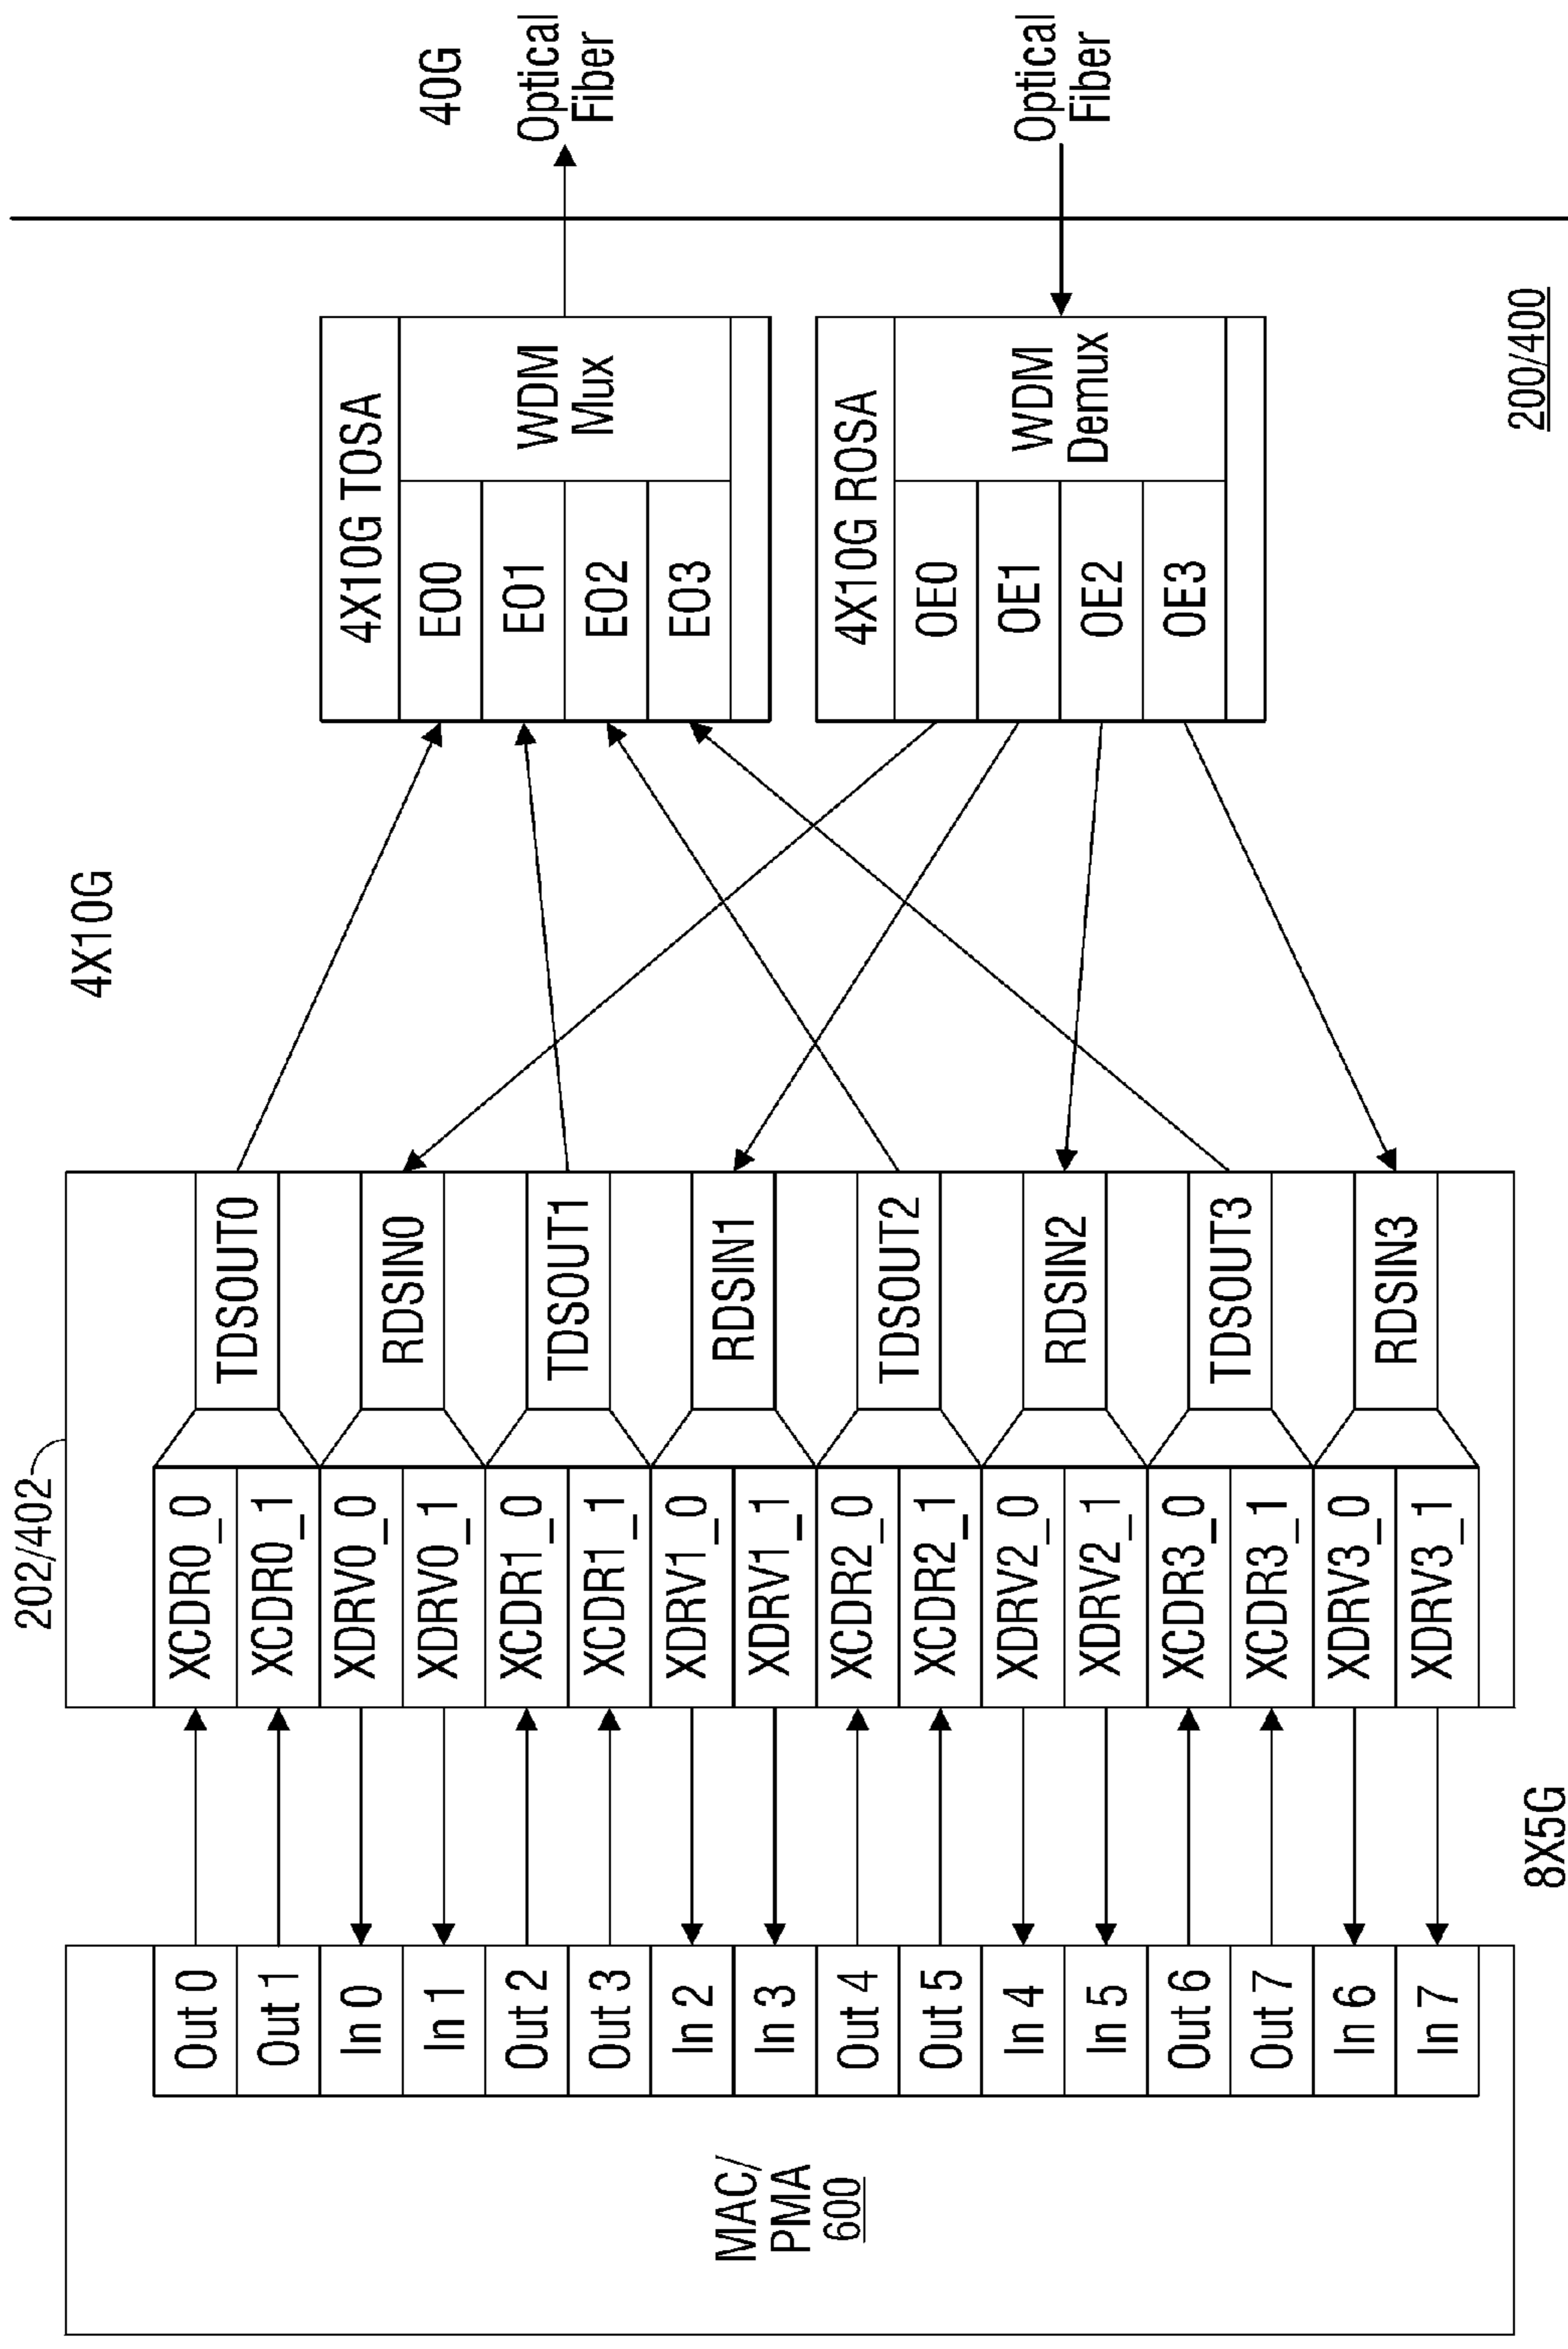 202/402
4X10G
40G
MAC/
PMA
600
Out 0
Out 1
In 0
In 1
Out 2
Out 3
In 2
In 3
Out 4
Out 5
In 4
In 5
Out 6
Out 7
In 6
In 7
8X5G
XCDR0_0
XCDR0_1
XDRV0_0
XDRV0_1
XCDR1_0
XCDR1_1
XDRV1_0
XDRV1_1
XCDR2_0
XCDR2_1
XDRV2_0
XDRV2_1
XCDR3_0
XCDR3_1
XDRV3_0
XDRV3_1
TDSOUT0
RDSIN0
TDSOUT1
RDSIN1
TDSOUT2
RDSIN2
TDSOUT3
RDSIN3
4X10G TOSA
EO0
EO1
EO2
EO3
WDM
Mux
4X10G ROSA
OE0
OE1
OE2
OE3
WDM
Demux
Optical
Fiber
Optical
Fiber
200/400